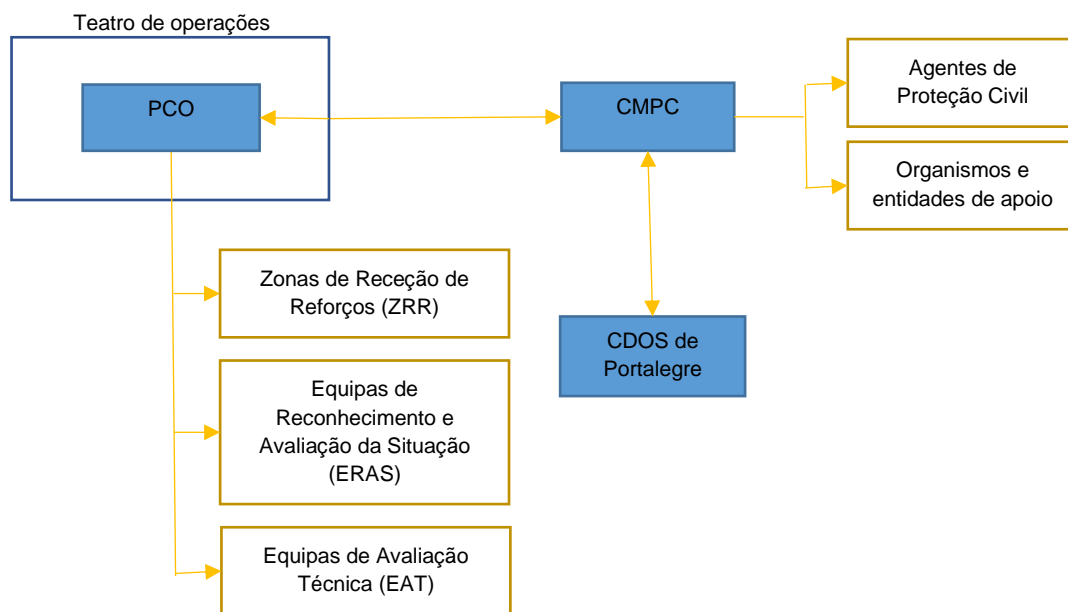 Teatro de operações
PCO
CMPC
Agentes de
Proteção Civil
Organismos e
entidades de apoio
Zonas de Receção de
Reforços (ZRR)
CDOS de
Portalegre
Equipas de
Reconhecimento e
Avaliação da Situação
(ERAS)
Equipas de Avaliação
Técnica (EAT)